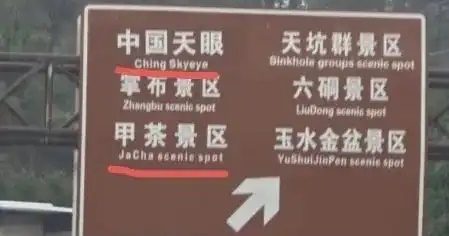 中国天眼
Ching Skyeye
掌布景区
Zhangbu scenic spot
甲茶景区
JaCha scenic spot
天坑群景区
Sinkhole groups scenic spot
六硐景区
LiuDong scenic spot
玉水金盆景区
YuShuiJinPen scenic spot